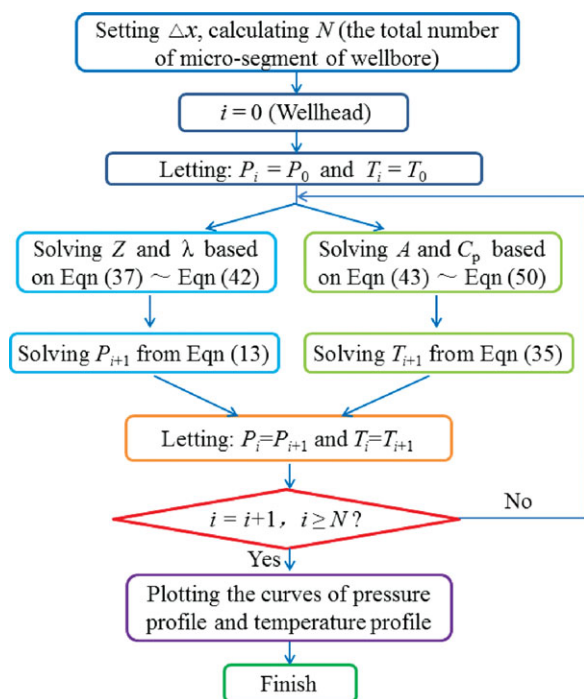 Setting △x, calculating N (the total number
of micro-segment of wellbore)
i = 0 (Wellhead)
Letting: Pᵢ = P₀ and Tᵢ = T₀
Solving Z and λ based
on Eqn (37) ~ Eqn (42)
Solving A and Cₚ based
on Eqn (43) ~ Eqn (50)
Solving Pᵢ₊₁ from Eqn (13)
Solving Tᵢ₊₁ from Eqn (35)
Letting: Pᵢ=Pᵢ₊₁ and Tᵢ=Tᵢ₊₁
i = i+1, i ≥ N?
No
Yes
Plotting the curves of pressure
profile and temperature profile
Finish